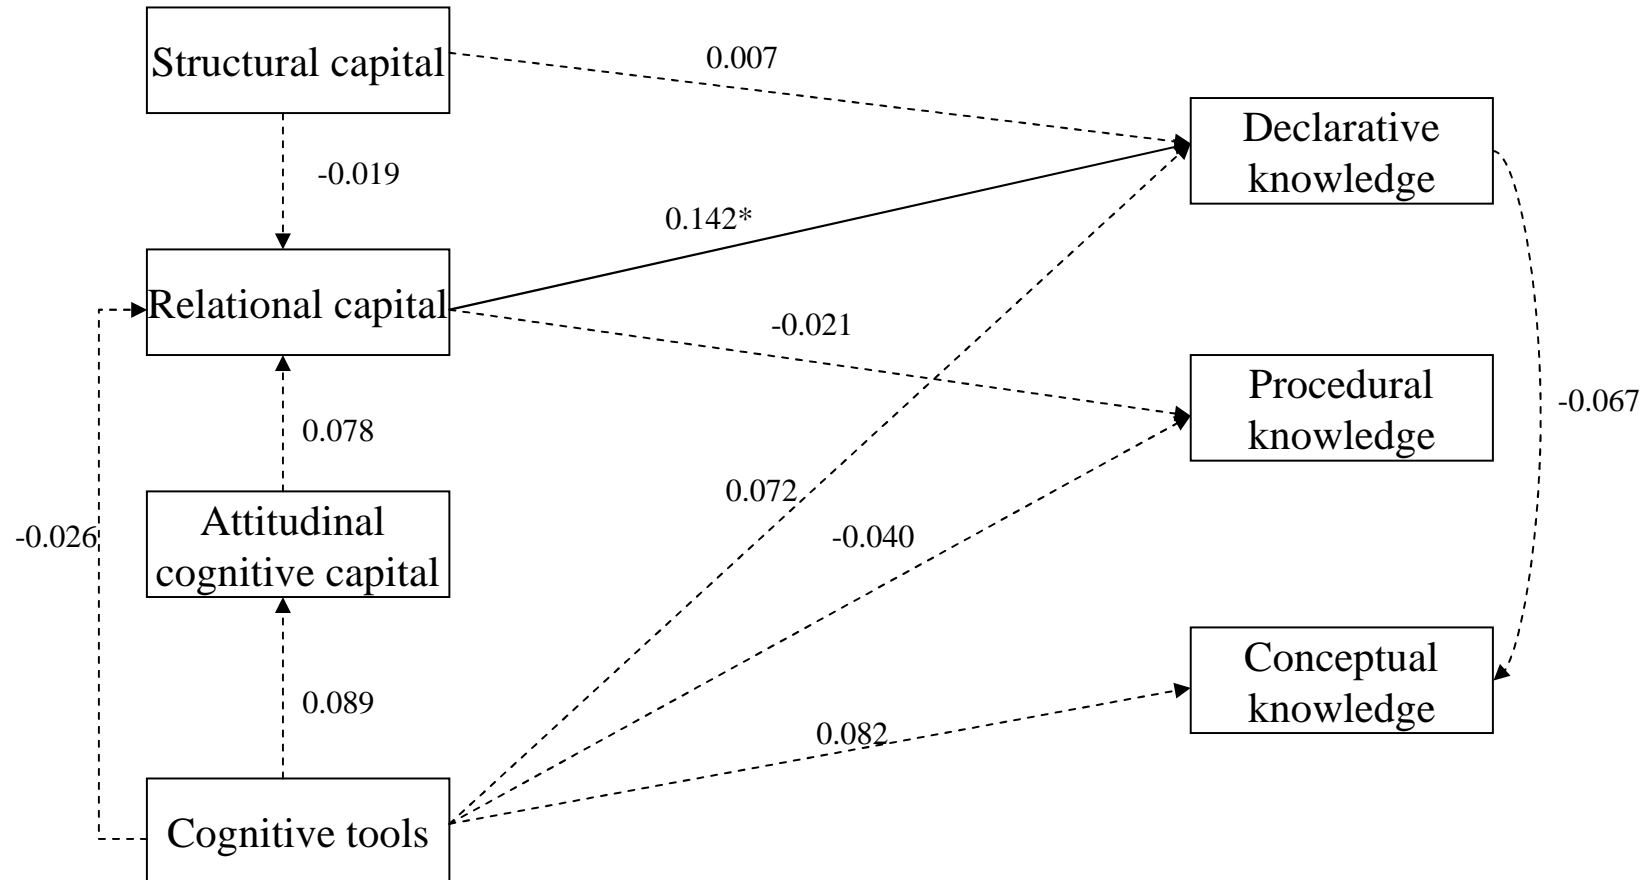 Structural capital
0.007
Declarative
knowledge
-0.019
0.142*
Relational capital
-0.021
Procedural
knowledge
-0.067
0.078
0.072
Attitudinal
cognitive capital
-0.026
-0.040
Conceptual
knowledge
0.089
0.082
Cognitive tools